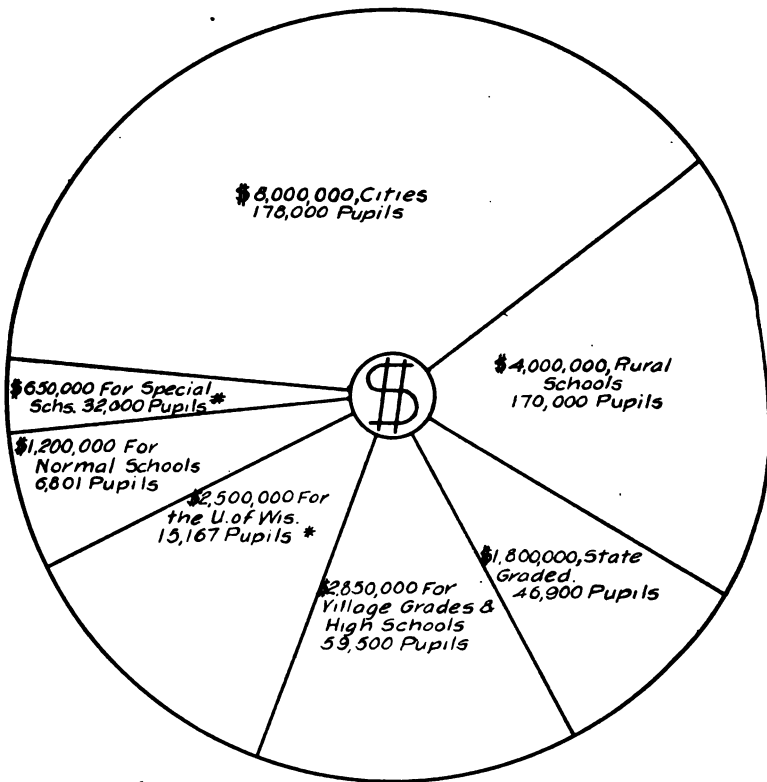 $8,000,000, Cities
178,000 Pupils
$4,000,000, Rural
Schools
170,000 Pupils
$650,000 For Special
Schs. 32,000 Pupils*
$1,200,000 For
Normal Schools
6,801 Pupils
$2,500,000 For
the U. of Wis.
15,167 Pupils *
$1,800,000, State
Graded.
46,900 Pupils
$2,850,000 For
Village Grades &
High Schools
59,500 Pupils
$